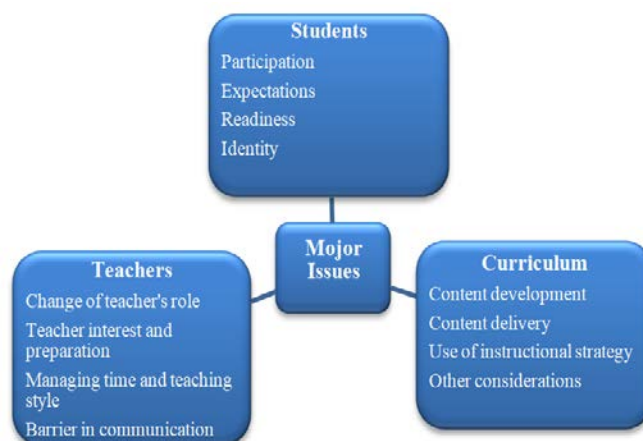 Students
Participation
Expectations
Readiness
Identity
Mojor
Issues
Teachers
Change of teacher's role
Teacher interest and
preparation
Managing time and teaching
style
Barrier in communication
Curriculum
Content development
Content delivery
Use of instructional strategy
Other considerations